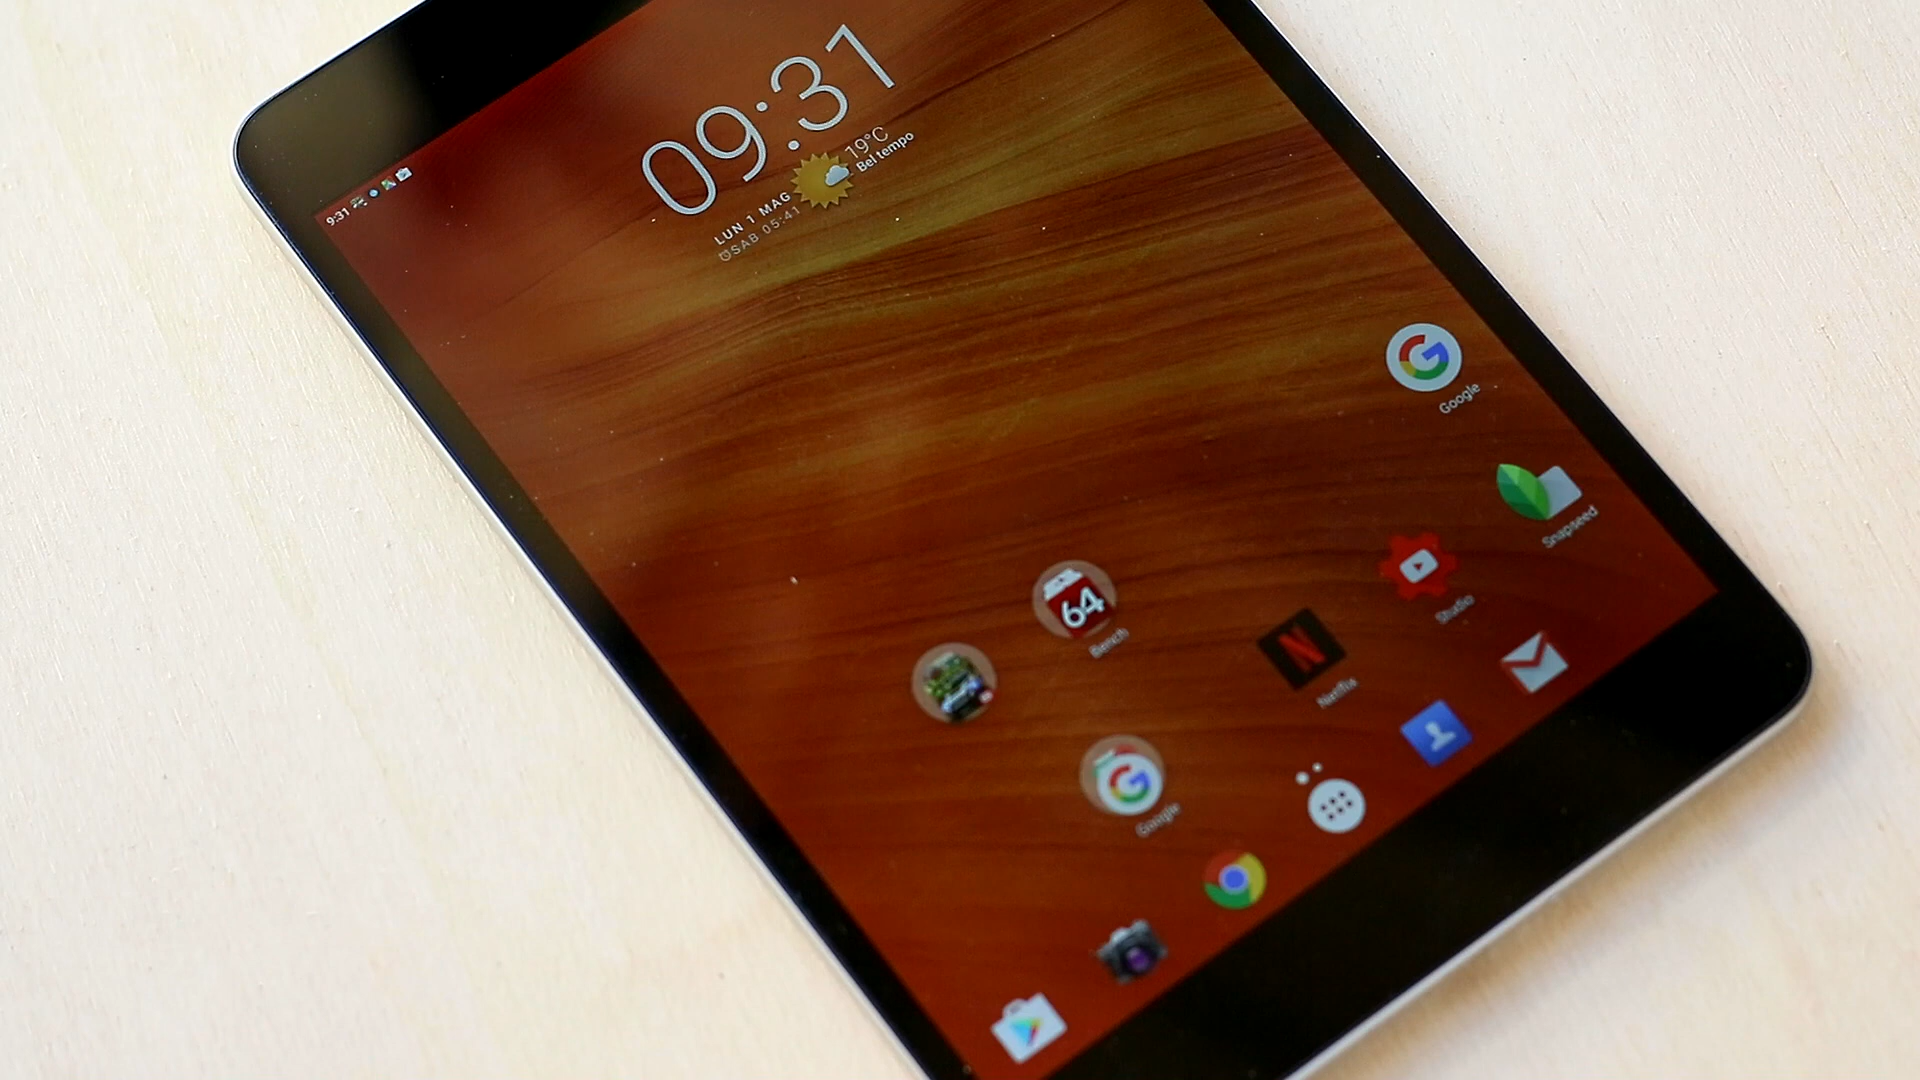 9:31
09:31
19°C
Bel tempo
LUN 1 MAG
SAB 05:41
Google
Snapseed
Studio
64
Bench
Netflix
Google